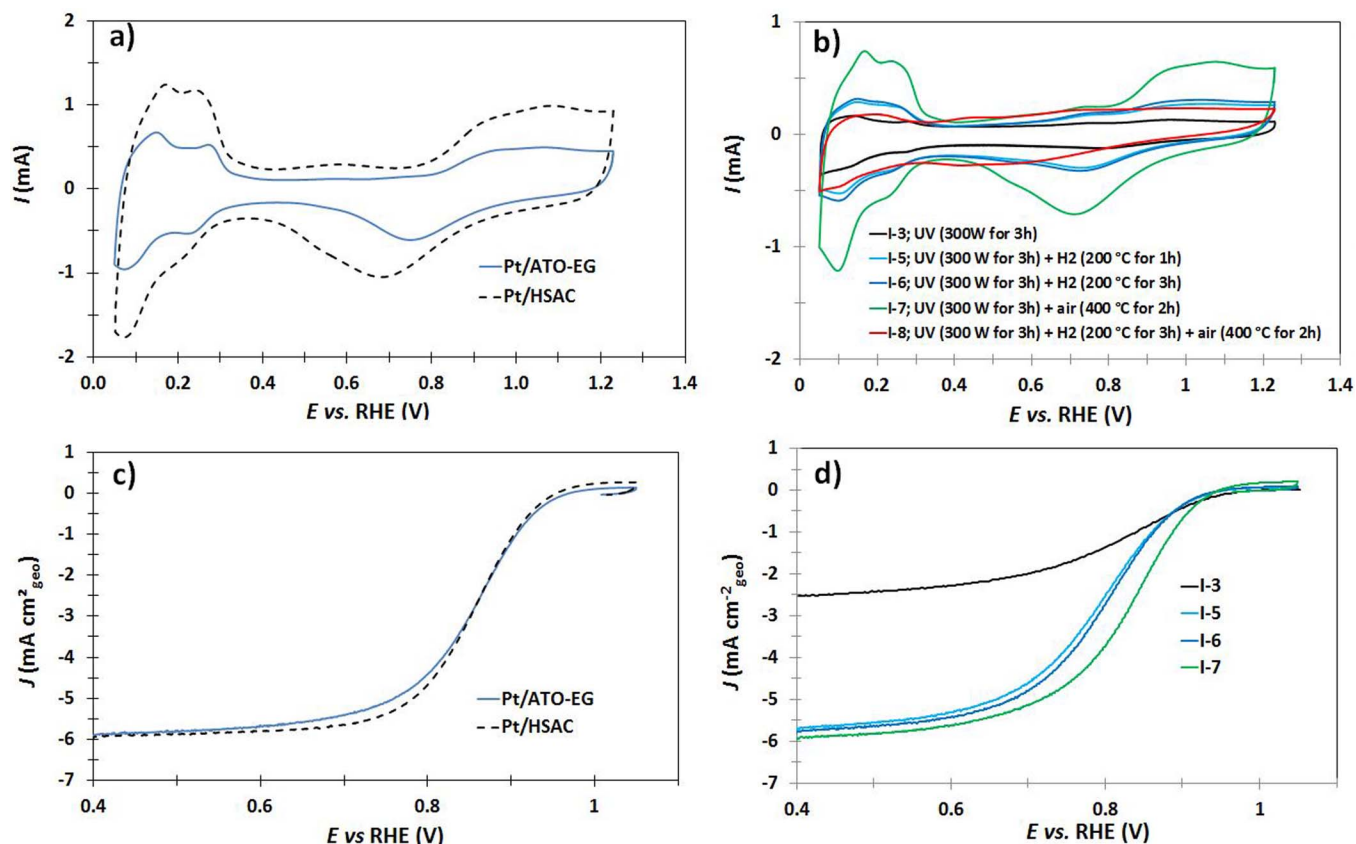 a)
2
1
0
-1
-2
I (mA)
Pt/ATO-EG
Pt/HSAC
0.0 0.2 0.4 0.6 0.8 1.0 1.2 1.4
E vs. RHE (V)
b)
1
0
-1
-2
I (mA)
I-3; UV (300W for 3h)
I-5; UV (300 W for 3h) + H2 (200 °C for 1h)
I-6; UV (300 W for 3h) + H2 (200 °C for 3h)
I-7; UV (300 W for 3h) + air (400 °C for 2h)
I-8; UV (300 W for 3h) + H2 (200 °C for 3h) + air (400 °C for 2h)
0 0.2 0.4 0.6 0.8 1 1.2 1.4
E vs. RHE (V)
c)
1
0
-1
-2
-3
-4
-5
-6
-7
J (mA cm²geo)
Pt/ATO-EG
Pt/HSAC
0.4 0.6 0.8 1
E vs RHE (V)
d)
1
0
-1
-2
-3
-4
-5
-6
-7
J (mA cm⁻²geo)
I-3
I-5
I-6
I-7
0.4 0.6 0.8 1
E vs. RHE (V)